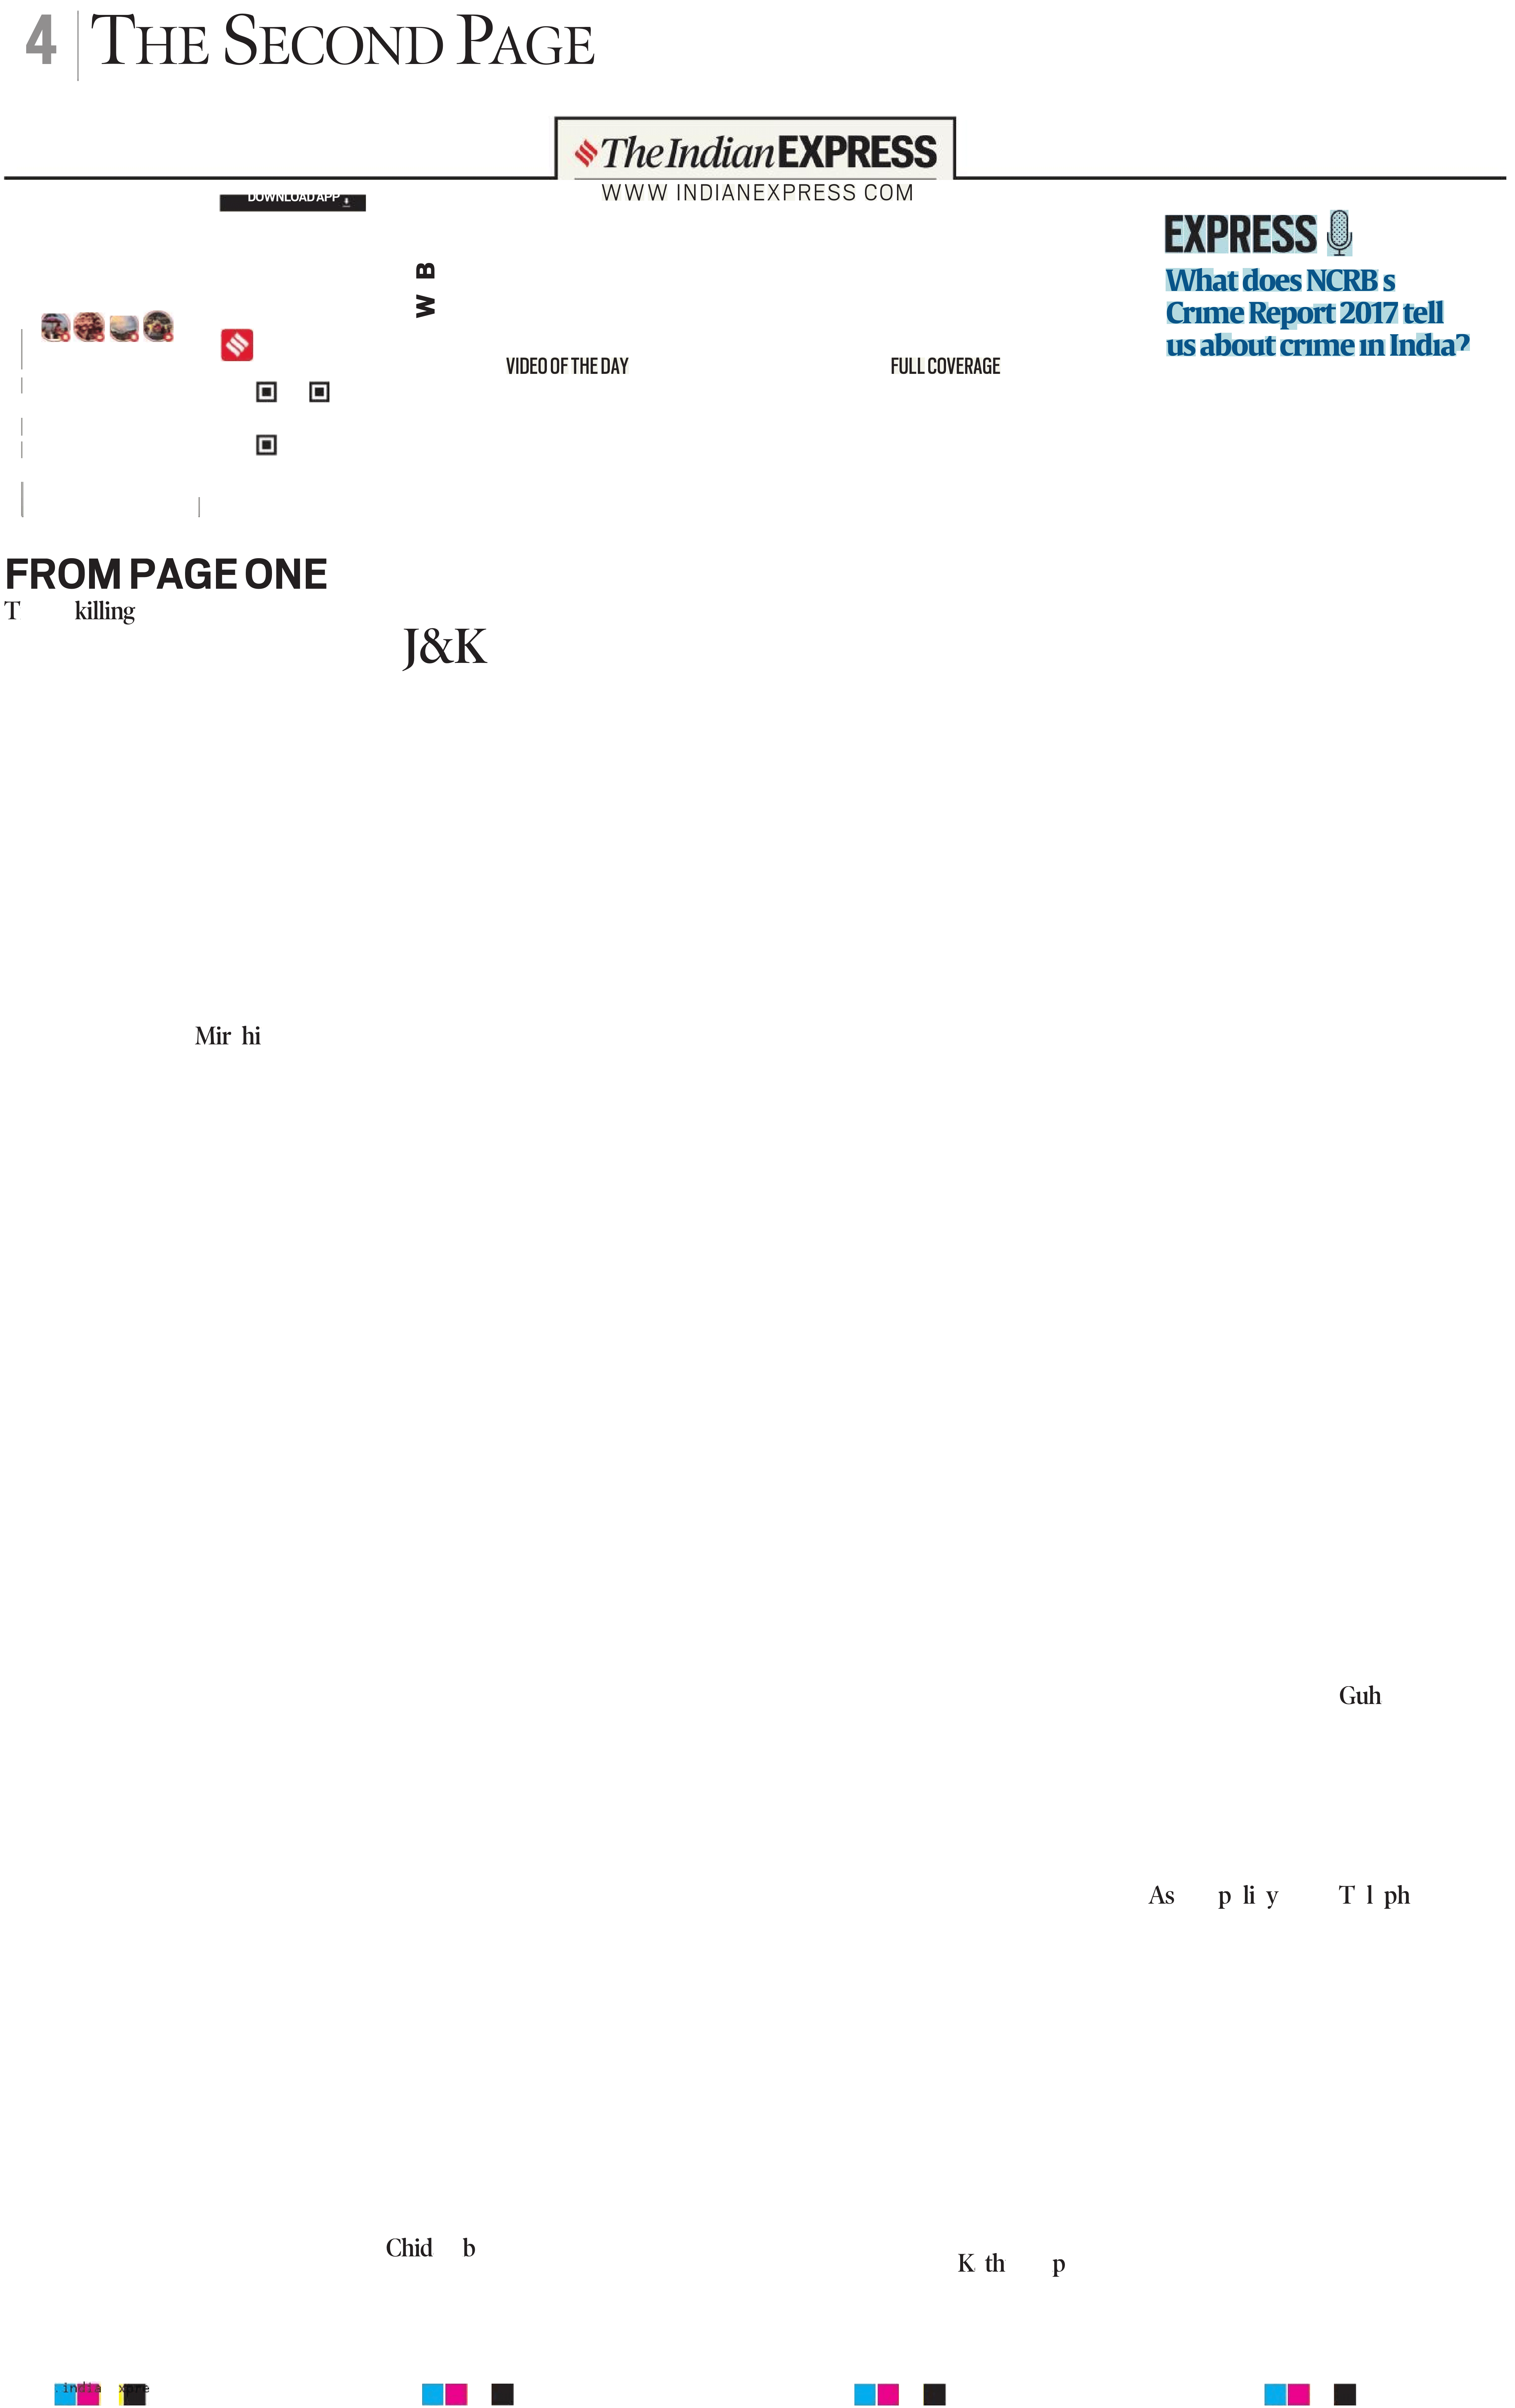 4 THE SECOND PAGE
The Indian EXPRESS
WWW INDIANEXPRESS COM
DOWNLOAD APP
W B
EXPRESS
What does NCRB s
Crime Report 2017 tell
us about crime in India?
VIDEO OF THE DAY
FULL COVERAGE
FROM PAGE ONE
T killing
J&K
Mir hi
Guh
As p li y T l ph
Chid b
K th p
.india xpre